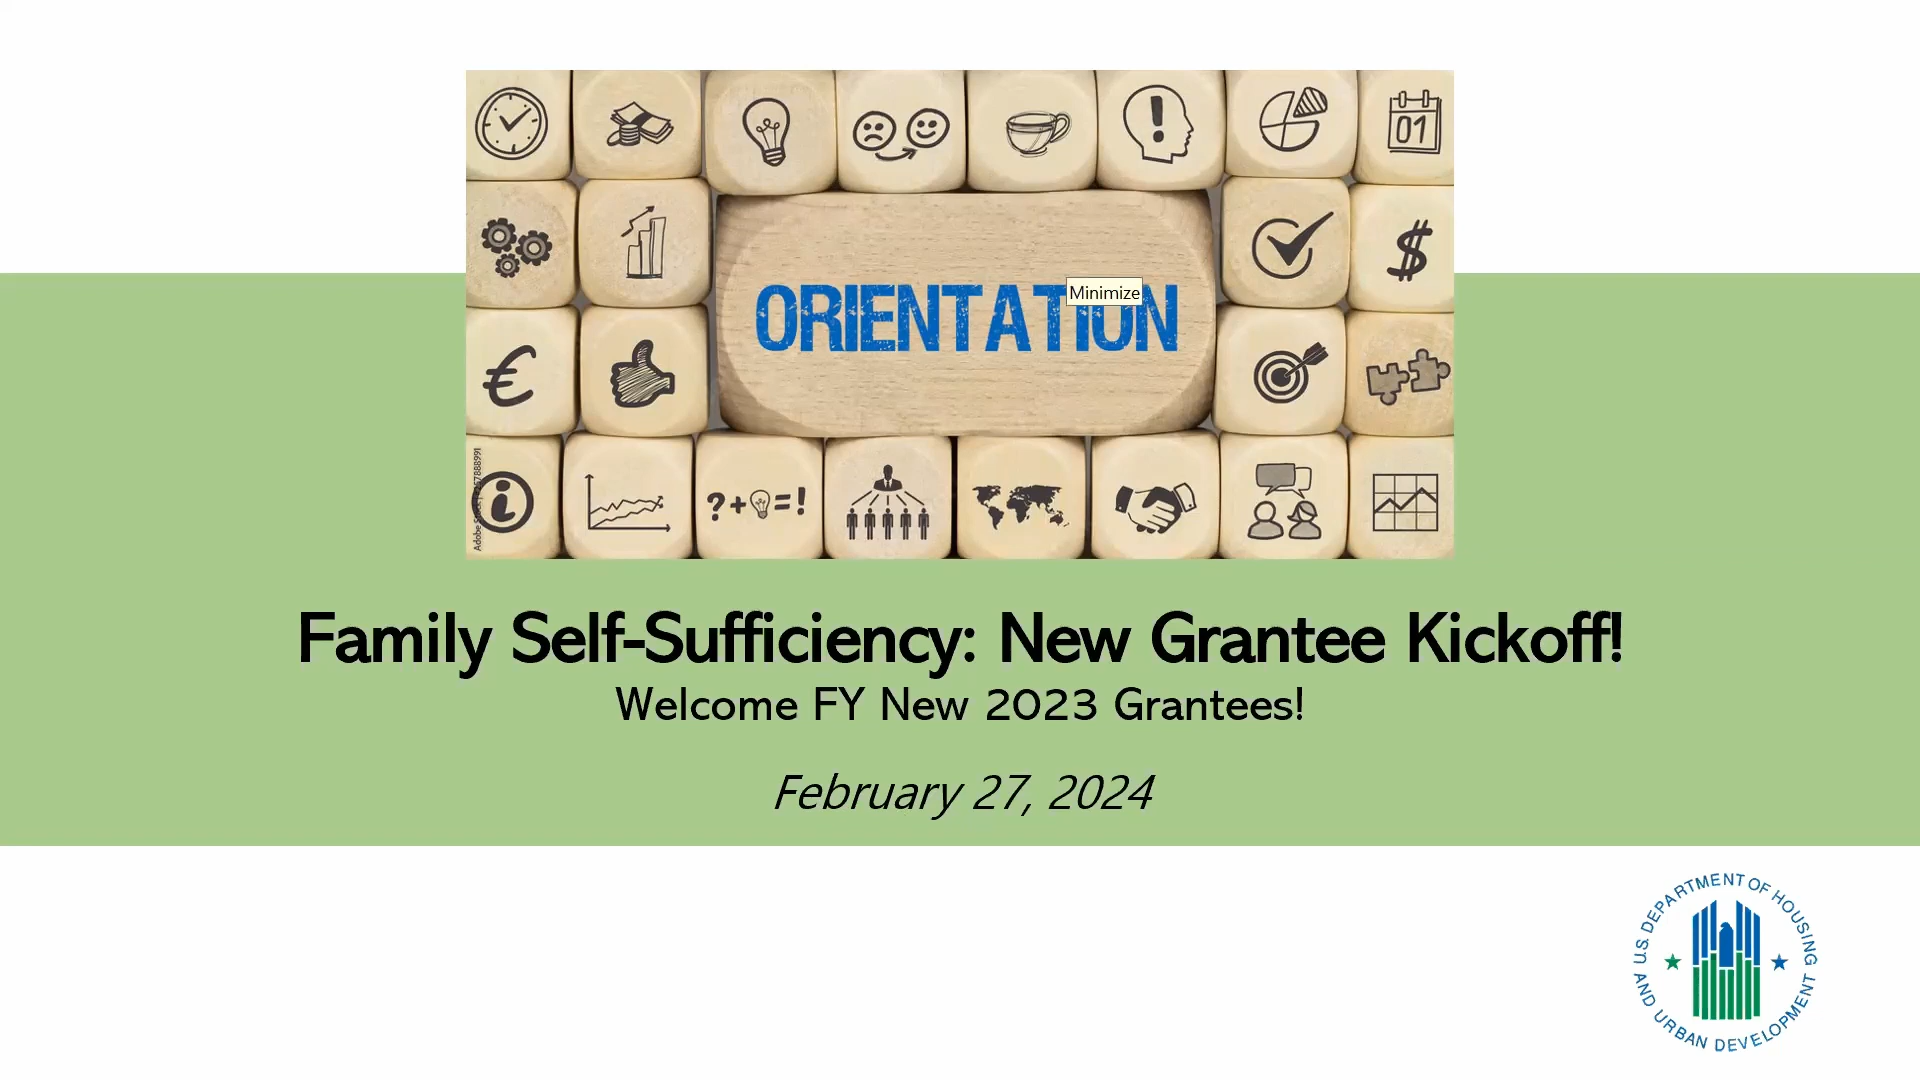 01
ORIENTATION
Minimize
$
€
i
?+ =!
Family Self-Sufficiency: New Grantee Kickoff!
Welcome FY New 2023 Grantees!
February 27, 2024
U.S. DEPARTMENT OF HOUSING
AND URBAN DEVELOPMENT